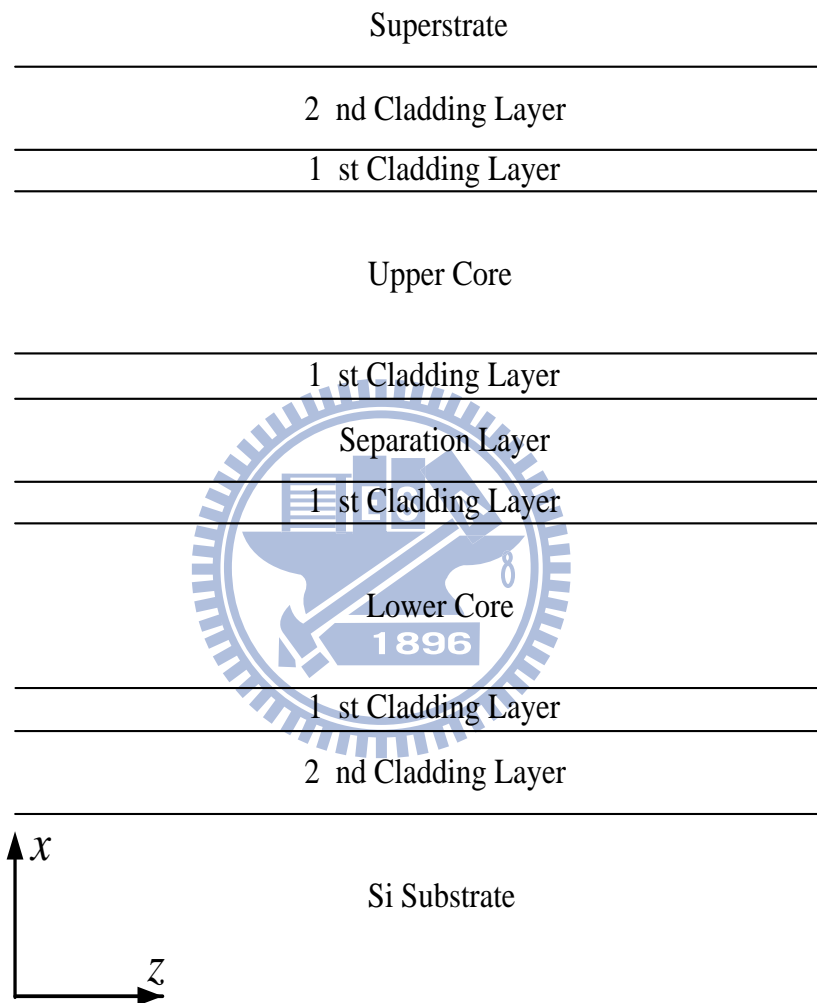 Superstrate
2 nd Cladding Layer
1 st Cladding Layer
Upper Core
1 st Cladding Layer
Separation Layer
1 st Cladding Layer
Lower Core
1896
1 st Cladding Layer
2 nd Cladding Layer
x
Si Substrate
z